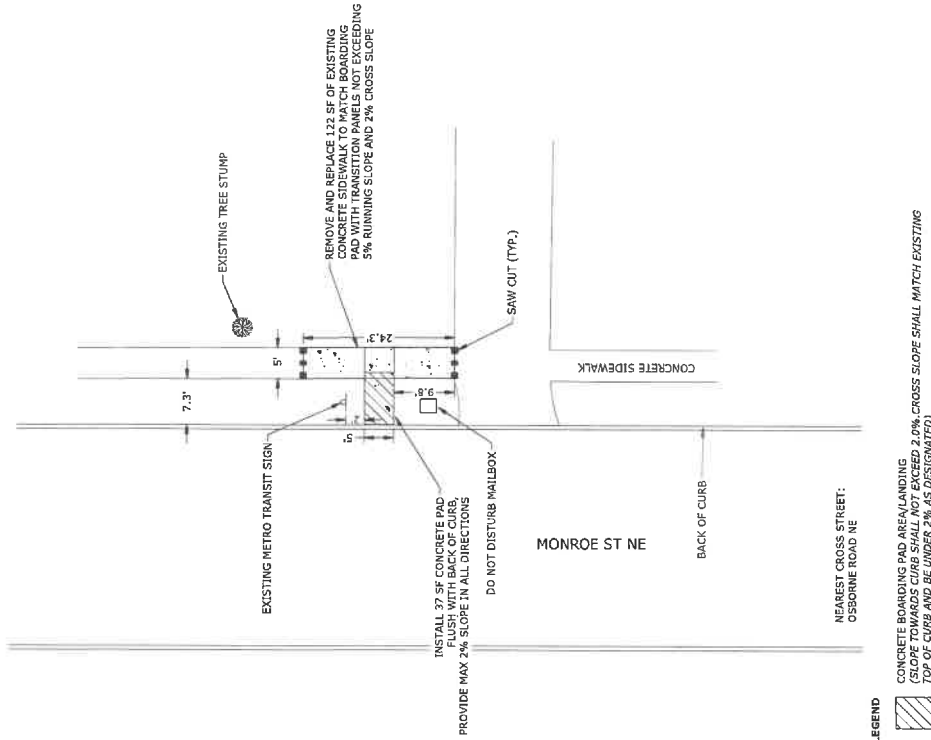 EXISTING TREE STUMP
REMOVE AND REPLACE 122 SF OF EXISTING
CONCRETE SIDEWALK TO MATCH BOARDING
PAD WITH TRANSITION PANELS NOT EXCEEDING
5% RUNNING SLOPE AND 2% CROSS SLOPE
24.3'
5'
7.3'
SAW CUT (TYP.)
CONCRETE SIDEWALK
9.8'
2'
5'
EXISTING METRO TRANSIT SIGN
INSTALL 37 SF CONCRETE PAD
FLUSH WITH BACK OF CURB,
PROVIDE MAX 2% SLOPE IN ALL DIRECTIONS
DO NOT DISTURB MAILBOX
MONROE ST NE
BACK OF CURB
NEAREST CROSS STREET:
OSBORNE ROAD NE
LEGEND
CONCRETE BOARDING PAD AREA/LANDING
(SLOPE TOWARDS CURB SHALL NOT EXCEED 2.0%. CROSS SLOPE SHALL MATCH EXISTING
TOP OF CURB AND BE UNDER 2% AS DESIGNATED)